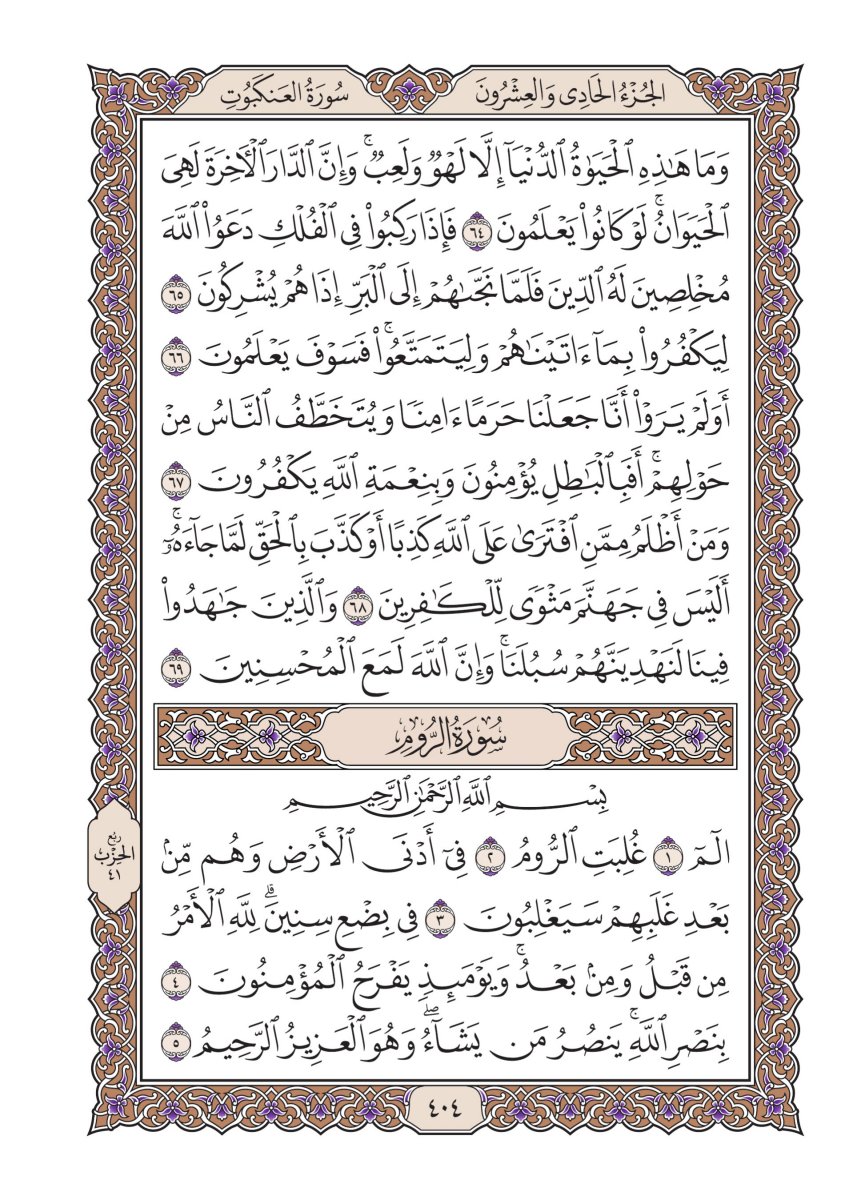 الجُزْءُ الحَادِى وَالعِشْرُونَ
سُورَةُ العَنكَبُوتِ
وَمَا هَٰذِهِ ٱلۡحَيَوٰةُ ٱلدُّنۡيَآ إِلَّا لَهۡوٞ وَلَعِبٞۚ وَإِنَّ ٱلدَّارَ ٱلۡأٓخِرَةَ لَهِيَ
ٱلۡحَيَوَانُۚ لَوۡ كَانُواْ يَعۡلَمُونَ ٦٤ فَإِذَا رَكِبُواْ فِي ٱلۡفُلۡكِ دَعَوُاْ ٱللَّهَ
مُخۡلِصِينَ لَهُ ٱلدِّينَ فَلَمَّا نَجَّىٰهُمۡ إِلَى ٱلۡبَرِّ إِذَا هُمۡ يُشۡرِكُونَ ٦٥
لِيَكۡفُرُواْ بِمَآ ءَاتَيۡنَٰهُمۡ وَلِيَتَمَتَّعُواْۚ فَسَوۡفَ يَعۡلَمُونَ ٦٦
أَوَلَمۡ يَرَوۡاْ أَنَّا جَعَلۡنَا حَرَمًا ءَامِنٗا وَيُتَخَطَّفُ ٱلنَّاسُ مِنۡ
حَوۡلِهِمۡۚ أَفَبِٱلۡبَٰطِلِ يُؤۡمِنُونَ وَبِنِعۡمَةِ ٱللَّهِ يَكۡفُرُونَ ٦٧
وَمَنۡ أَظۡلَمُ مِمَّنِ ٱفۡتَرَىٰ عَلَى ٱللَّهِ كَذِبًا أَوۡ كَذَّبَ بِٱلۡحَقِّ لَمَّا جَآءَهُۥٓۚ
أَلَيۡسَ فِي جَهَنَّمَ مَثۡوٗى لِّلۡكَٰفِرِينَ ٦٨ وَٱلَّذِينَ جَٰهَدُواْ
فِينَا لَنَهۡدِيَنَّهُمۡ سُبُلَنَاۚ وَإِنَّ ٱللَّهَ لَمَعَ ٱلۡمُحۡسِنِينَ ٦٩
سُورَةُ الرُّومِ
بِسۡمِ ٱللَّهِ ٱلرَّحۡمَٰنِ ٱلرَّحِيمِ
الٓمٓ ١ غُلِبَتِ ٱلرُّومُ ٢ فِيٓ أَدۡنَى ٱلۡأَرۡضِ وَهُم مِّنۢ
بَعۡدِ غَلَبِهِمۡ سَيَغۡلِبُونَ ٣ فِي بِضۡعِ سِنِينَۗ لِلَّهِ ٱلۡأَمۡرُ
مِن قَبۡلُ وَمِنۢ بَعۡدُۚ وَيَوۡمَئِذٖ يَفۡرَحُ ٱلۡمُؤۡمِنُونَ ٤
بِنَصۡرِ ٱللَّهِۚ يَنصُرُ مَن يَشَآءُۖ وَهُوَ ٱلۡعَزِيزُ ٱلرَّحِيمُ ٥
رُبع
الحِزْب
٤١
٤٠٤